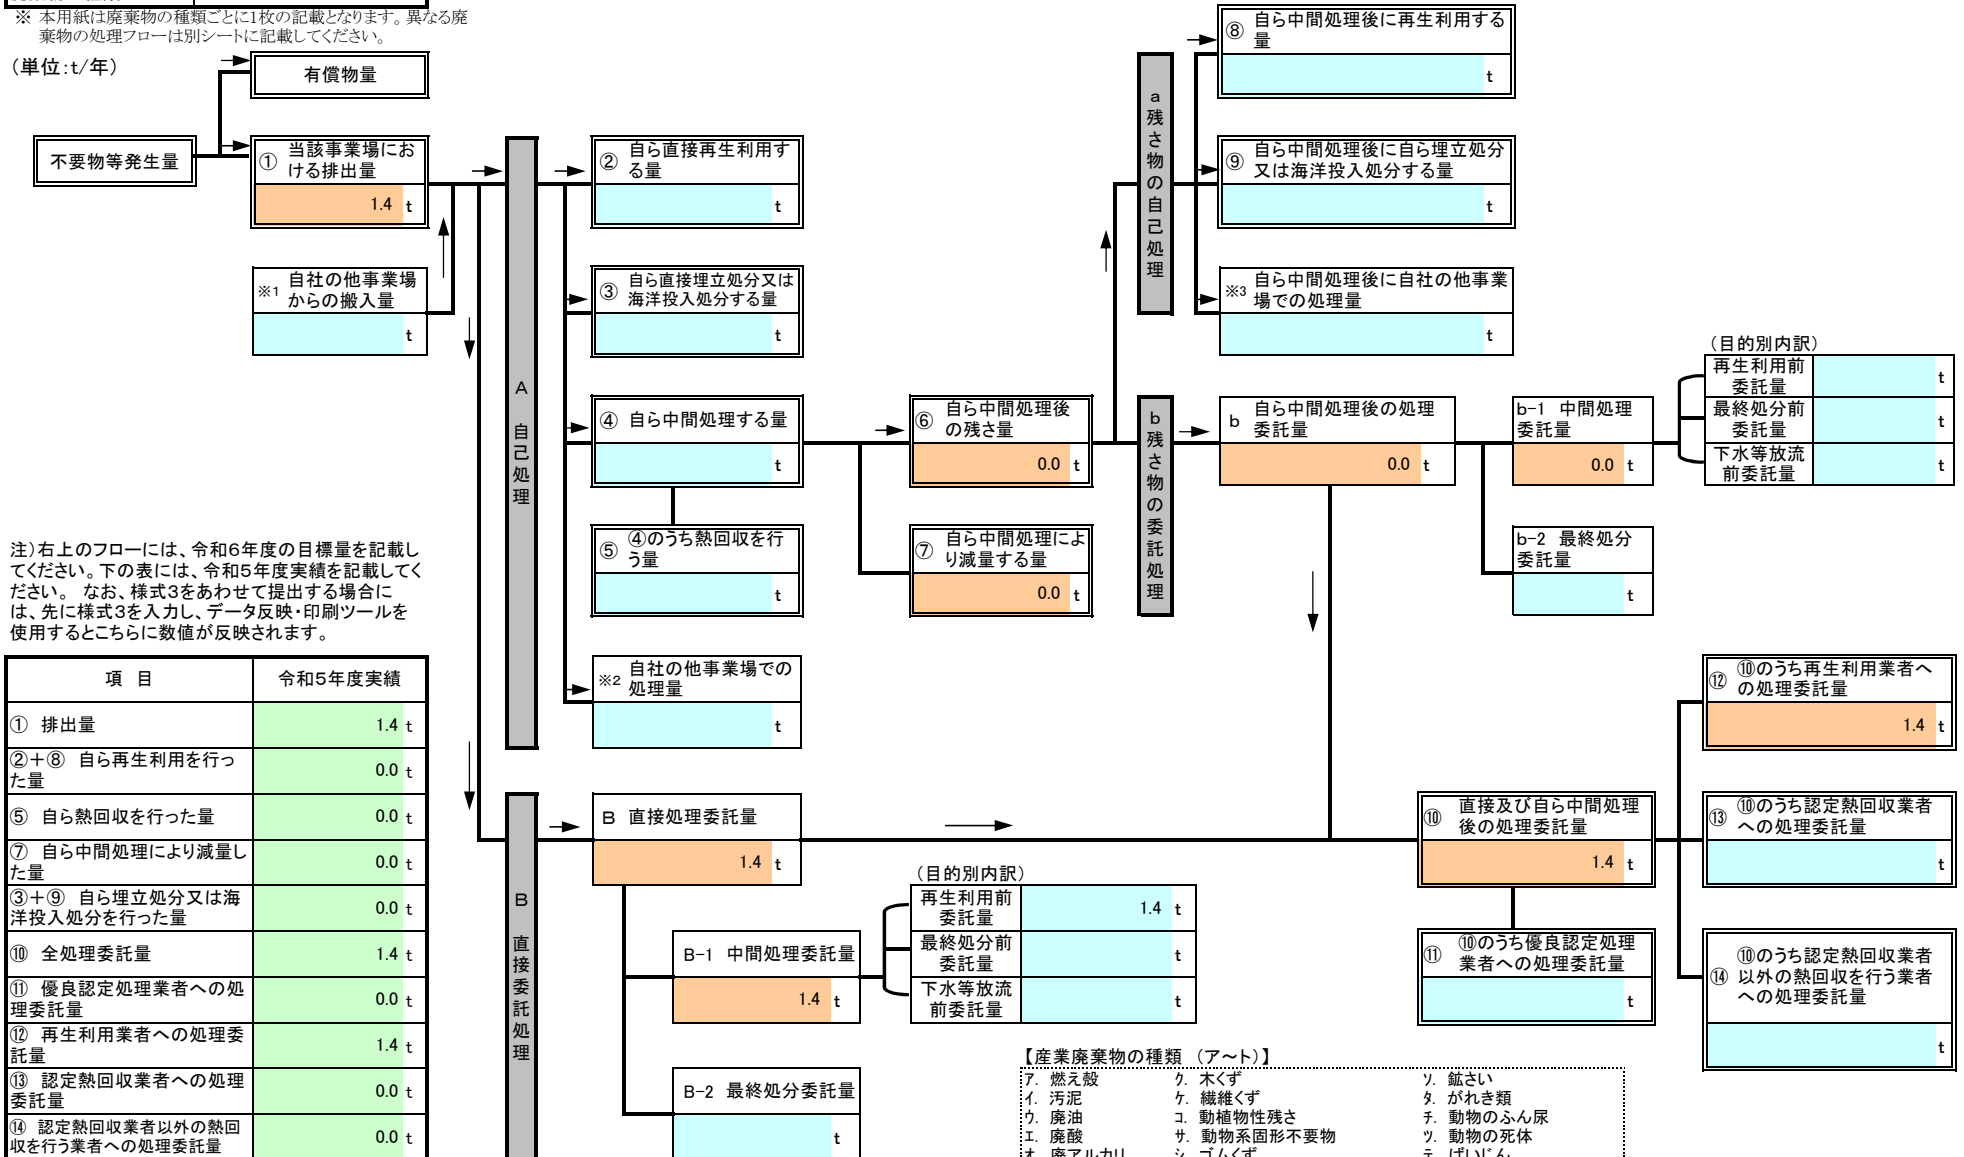 ※ 本用紙は廃棄物の種類ごとに1枚の記載となります。異なる廃
棄物の処理フローは別シートに記載してください。
(単位:t/年)
有償物量
不要物等発生量
① 当該事業場にお
ける排出量
1.4 t
※1 自社の他事業場
からの搬入量
t
A 自己処理
② 自ら直接再生利用す
る量
t
③ 自ら直接埋立処分又は
海洋投入処分する量
t
④ 自ら中間処理する量
t
⑤ ④のうち熱回収を行
う量
t
※2 自社の他事業場での
処理量
t
⑥ 自ら中間処理後
の残さ量
0.0 t
⑦ 自ら中間処理によ
り減量する量
0.0 t
a 残さ物の自己処理
⑧ 自ら中間処理後に再生利用する
量
t
⑨ 自ら中間処理後に自ら埋立処分
又は海洋投入処分する量
t
※3 自ら中間処理後に自社の他事業
場での処理量
t
b 残さ物の委託処理
b 自ら中間処理後の処理
委託量
0.0 t
b-1 中間処理
委託量
0.0 t
(目的別内訳)
再生利用前
委託量
t
最終処分前
委託量
t
下水等放流
前委託量
t
b-2 最終処分
委託量
t
注)右上のフローには、令和6年度の目標量を記載し
てください。下の表には、令和5年度実績を記載してく
ださい。 なお、様式3をあわせて提出する場合に
は、先に様式3を入力し、データ反映・印刷ツールを
使用するとこちらに数値が反映されます。
項 目 令和5年度実績
① 排出量 1.4 t
②+⑧ 自ら再生利用を行っ
た量 0.0 t
⑤ 自ら熱回収を行った量 0.0 t
⑦ 自ら中間処理により減量し
た量 0.0 t
③+⑨ 自ら埋立処分又は海
洋投入処分を行った量 0.0 t
⑩ 全処理委託量 1.4 t
⑪ 優良認定処理業者への処
理委託量 0.0 t
⑫ 再生利用業者への処理委
託量 1.4 t
⑬ 認定熱回収業者への処理
委託量 0.0 t
⑭ 認定熱回収業者以外の熱回
収を行う業者への処理委託量 0.0 t
B 直接委託処理
B 直接処理委託量
1.4 t
B-1 中間処理委託量
1.4 t
(目的別内訳)
再生利用前
委託量
1.4 t
最終処分前
委託量
t
下水等放流
前委託量
t
B-2 最終処分委託量
t
⑩ 直接及び自ら中間処理
後の処理委託量
1.4 t
⑪ ⑩のうち優良認定処理
業者への処理委託量
t
⑫ ⑩のうち再生利用業者へ
の処理委託量
1.4 t
⑬ ⑩のうち認定熱回収業者
への処理委託量
t
⑭ ⑩のうち認定熱回収業者
以外の熱回収を行う業者
への処理委託量
t
【産業廃棄物の種類 (ア~ト)】
ア. 燃え殻 ク. 木くず ソ. 鉱さい
イ. 汚泥 ケ. 繊維くず タ. がれき類
ウ. 廃油 コ. 動植物性残さ チ. 動物のふん尿
エ. 廃酸 サ. 動物系固形不要物 ツ. 動物の死体
オ. 廃アルカリ シ. ゴムくず テ. ばいじん